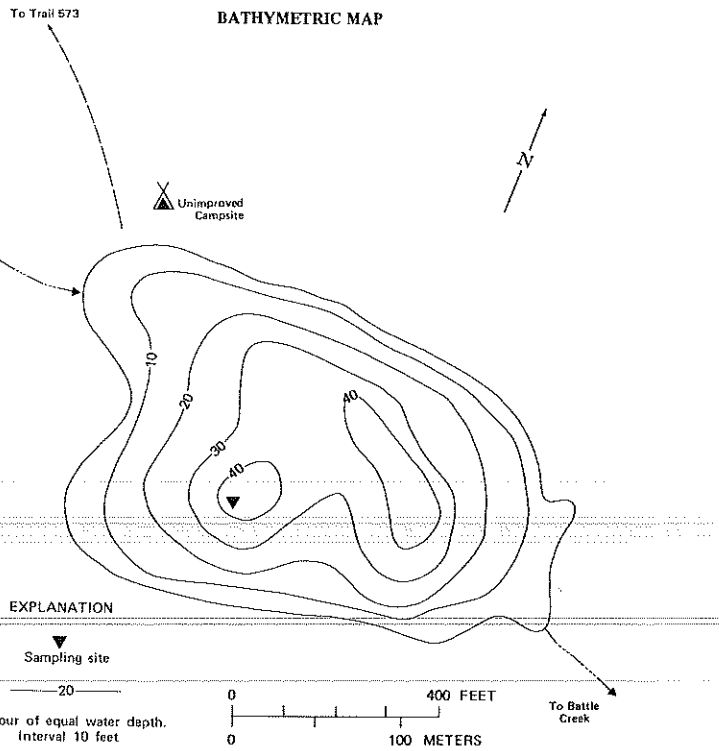 To Trail 573
BATHYMETRIC MAP
N
Unimproved
Campsite
10
20
30
40
40
EXPLANATION
Sampling site
20
our of equal water depth.
Interval 10 feet
0 400 FEET
0 100 METERS
To Battle
Creek